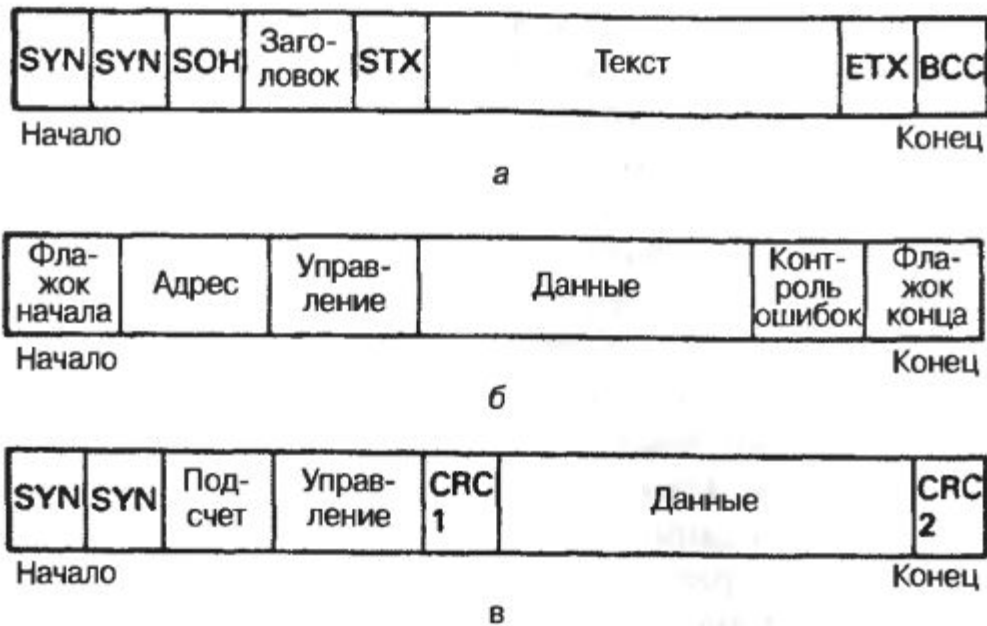 SYN SYN SOH Заго-
ловок STX Текст ETX BCC
Начало Конец
а
Фла-
жок
начала Адрес Управ-
ление Данные Конт-
роль
ошибок Фла-
жок
конца
Начало Конец
б
SYN SYN Под-
счет Управ-
ление CRC
1 Данные CRC
2
Начало Конец
в